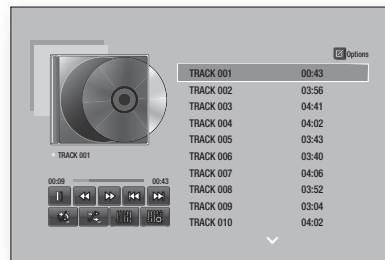 Options
TRACK 001 00:43
TRACK 002 03:56
TRACK 003 04:41
TRACK 004 04:02
TRACK 005 03:43
TRACK 006 03:40
TRACK 007 04:06
TRACK 008 03:52
TRACK 009 03:04
TRACK 010 04:02
TRACK 001
00:09 00:43